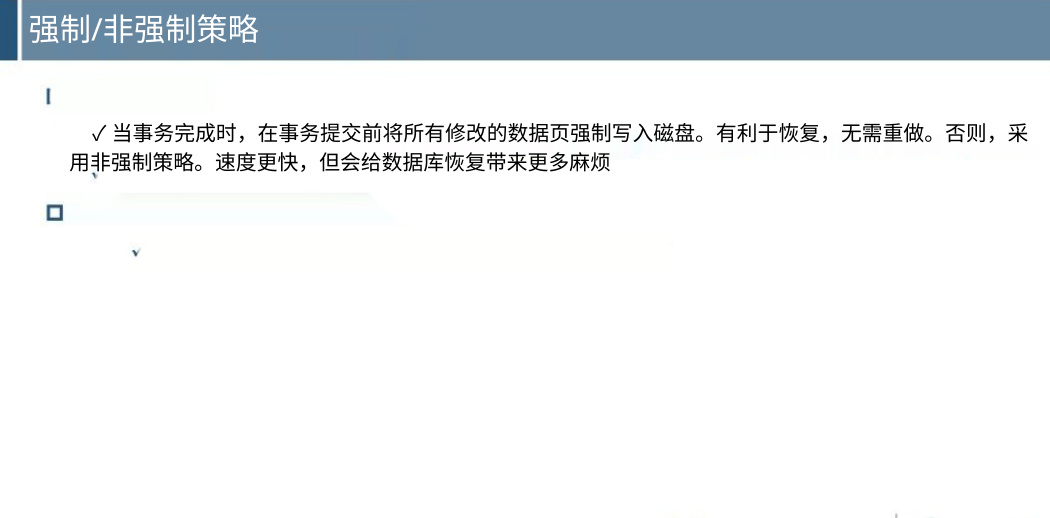 强制/非强制策略
✓ 当事务完成时，在事务提交前将所有修改的数据页强制写入磁盘。有利于恢复，无需重做。否则，采
用非强制策略。速度更快，但会给数据库恢复带来更多麻烦